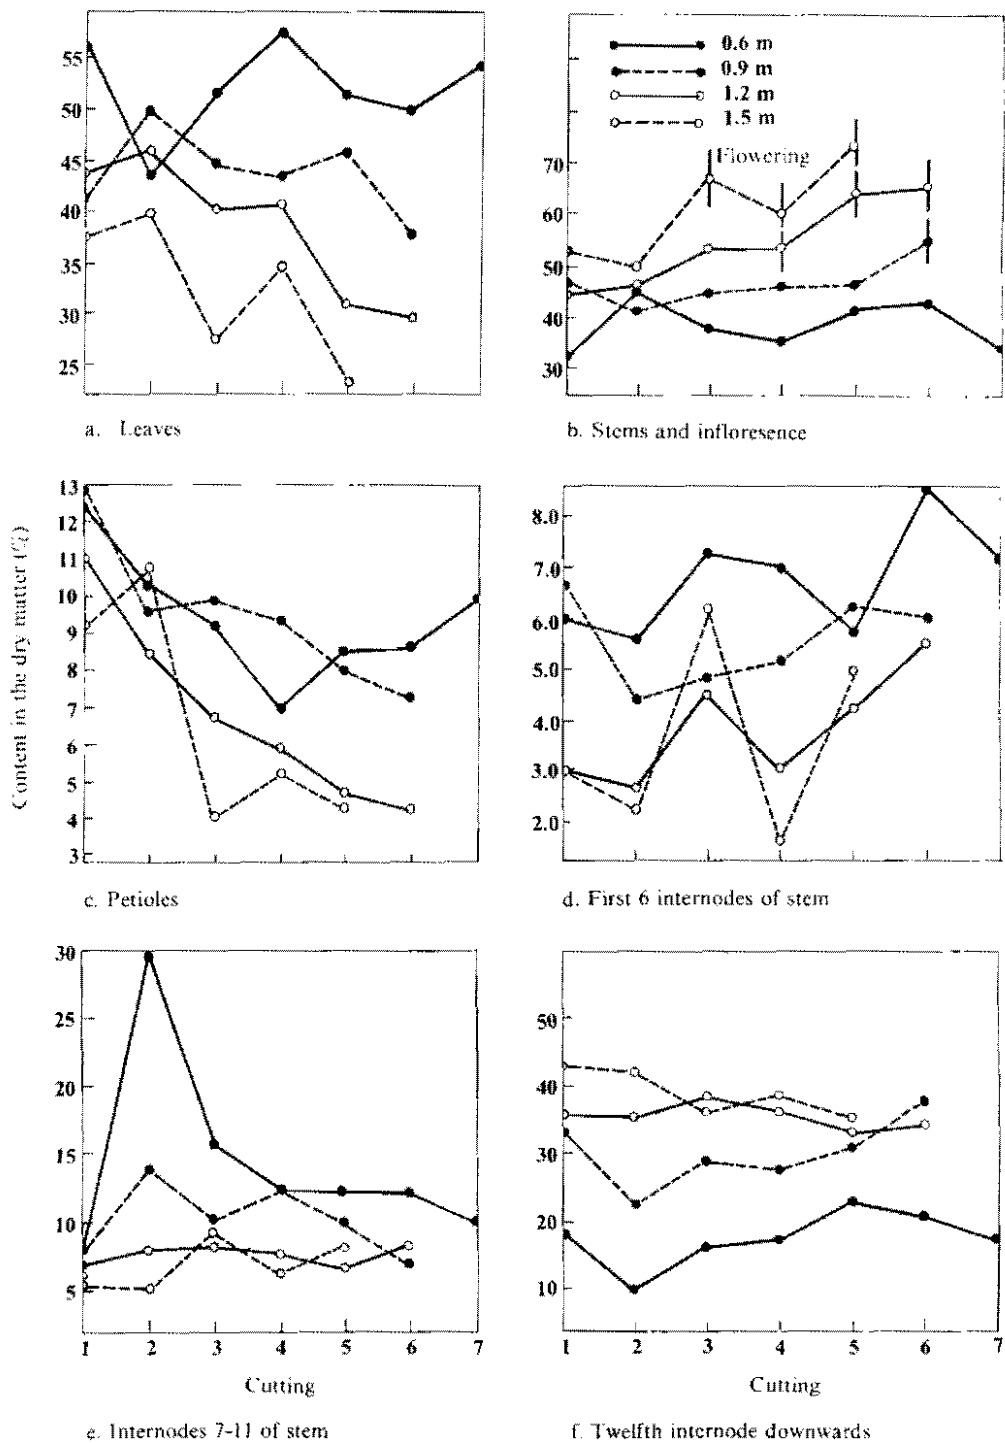 55
50
45
40
35
30
25
a. Leaves
0.6 m
0.9 m
1.2 m
1.5 m
Flowering
70
60
50
40
30
b. Stems and infloresence
Content in the dry matter (%)
13
12
11
10
9
8
7
6
5
4
3
c. Petioles
8.0
7.0
6.0
5.0
4.0
3.0
2.0
d. First 6 internodes of stem
30
25
20
15
10
5
1 2 3 4 5 6 7
Cutting
e. Internodes 7-11 of stem
50
40
30
20
10
1 2 3 4 5 6 7
Cutting
f. Twelfth internode downwards